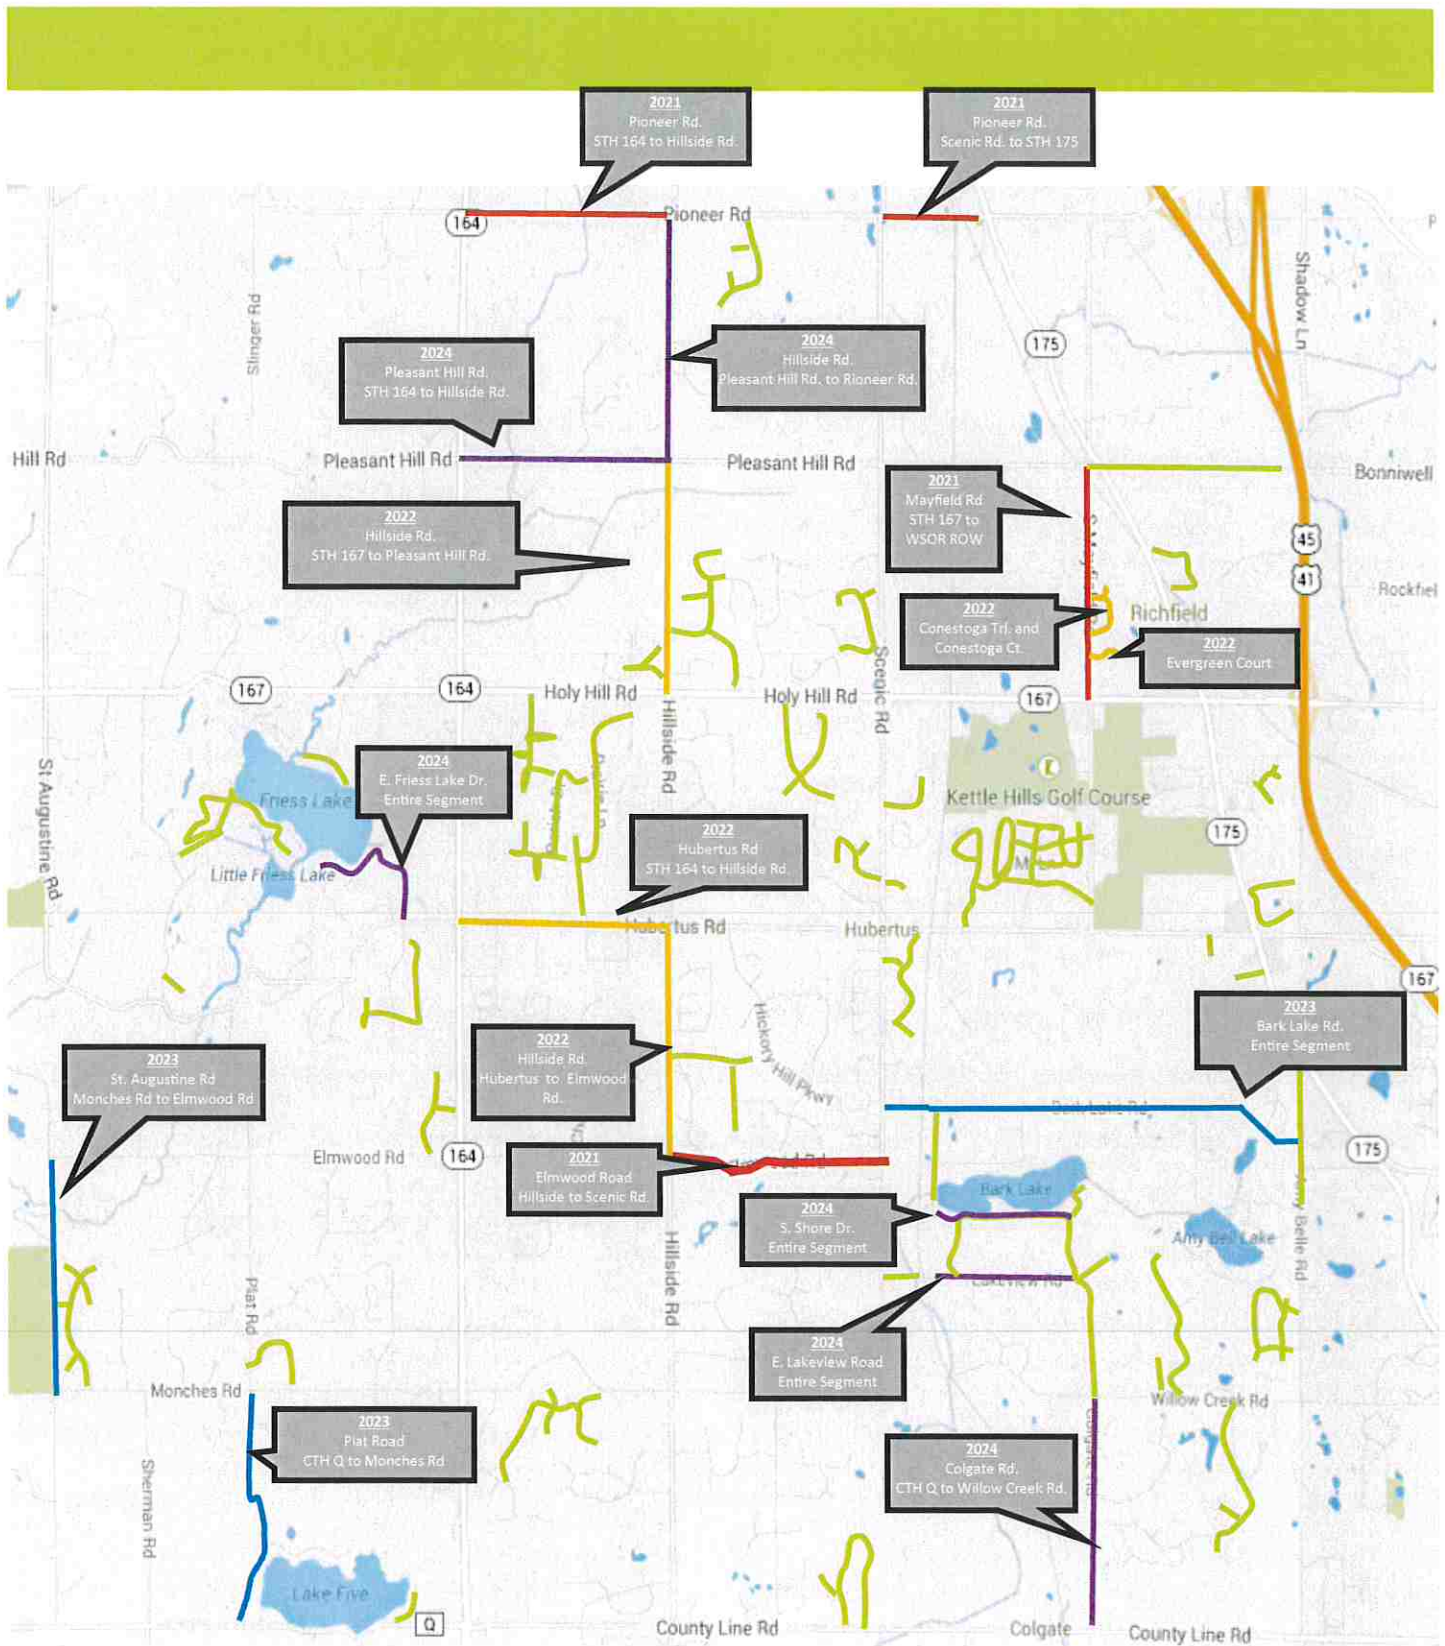 2021
Pioneer Rd.
STH 164 to Hillside Rd.
2021
Pioneer Rd.
Scenic Rd. to STH 175
164
Pioneer Rd
Slinger Rd
Shadow Ln
175
2024
Pleasant Hill Rd.
STH 164 to Hillside Rd.
2024
Hillside Rd.
Pleasant Hill Rd. to Rioneer Rd.
Hill Rd
Pleasant Hill Rd
Pleasant Hill Rd
Bonniwell
2021
Mayfield Rd
STH 167 to
WSOR ROW
2022
Hillside Rd.
STH 167 to Pleasant Hill Rd.
45
41
Rockfiel
2022
Conestoga Trl. and
Conestoga Ct.
Richfield
2022
Evergreen Court
Scenic Rd
167
164
Holy Hill Rd
Holy Hill Rd
167
Hillside Rd
St Augustine Rd
2024
E. Friess Lake Dr.
Entire Segment
Friess Lake
Kettle Hills Golf Course
175
2022
Hubertus Rd
STH 164 to Hillside Rd.
Little Friess Lake
Hubertus Rd
Hubertus
167
2023
Bark Lake Rd.
Entire Segment
Hickory Hill Pkwy
2022
Hillside Rd.
Hubertus to Elmwood
Rd.
2023
St. Augustine Rd
Monches Rd to Elmwood Rd
Bark Lake Rd
Elmwood Rd
164
2021
Elmwood Road
Hillside to Scenic Rd.
Elmwood Rd
175
Bark Lake
2024
S. Shore Dr.
Entire Segment
Amy Bell Lake
Amy Belle Rd
Hillside Rd
Plat Rd
Lakeview Rd
2024
E. Lakeview Road
Entire Segment
Monches Rd
Willow Creek Rd
2023
Plat Road
CTH Q to Monches Rd
Colgate Rd
2024
Colgate Rd.
CTH Q to Willow Creek Rd.
Sherman Rd
Lake Five
Q
County Line Rd
Colgate
County Line Rd